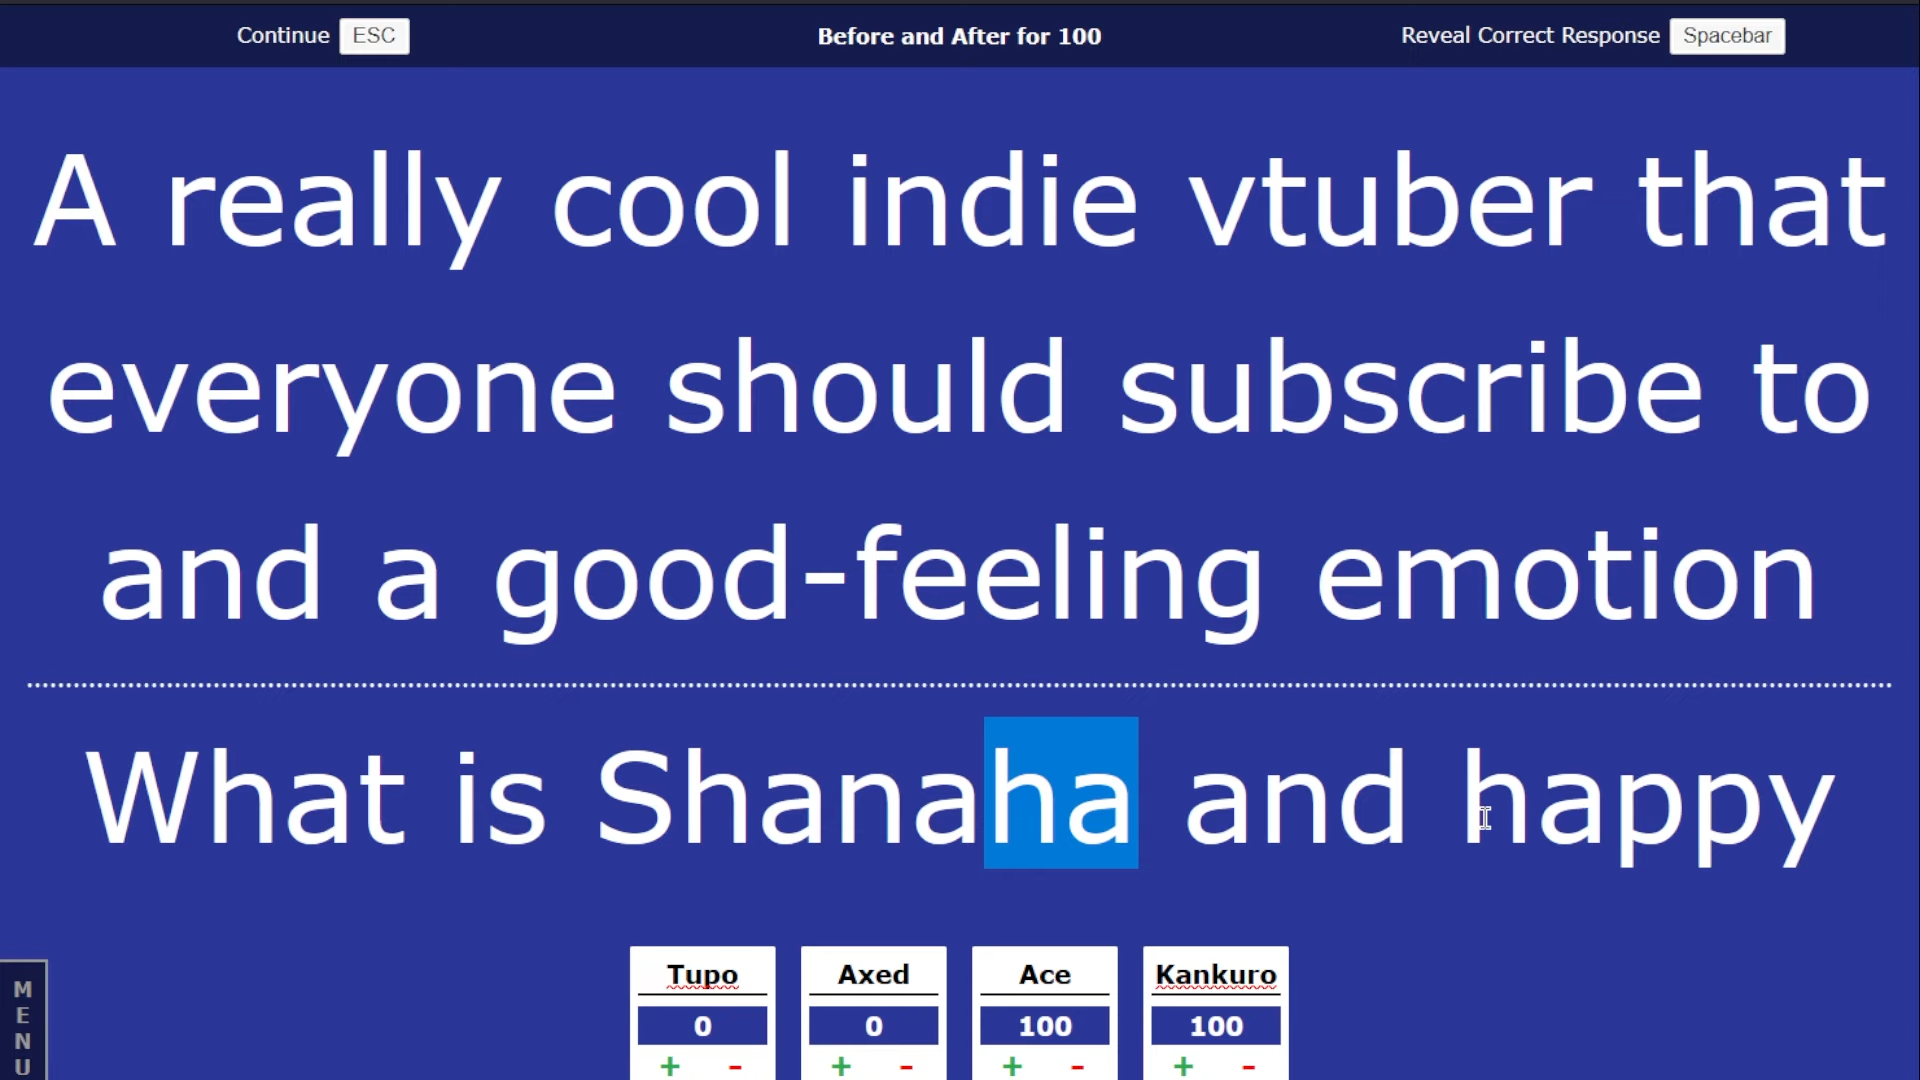 Continue ESC Before and After for 100 Reveal Correct Response Spacebar
A really cool indie vtuber that
everyone should subscribe to
and a good-feeling emotion
What is Shanaha and happy
Tupo Axed Ace Kankuro
0 0 100 100
+ - + - + - + -
MENU